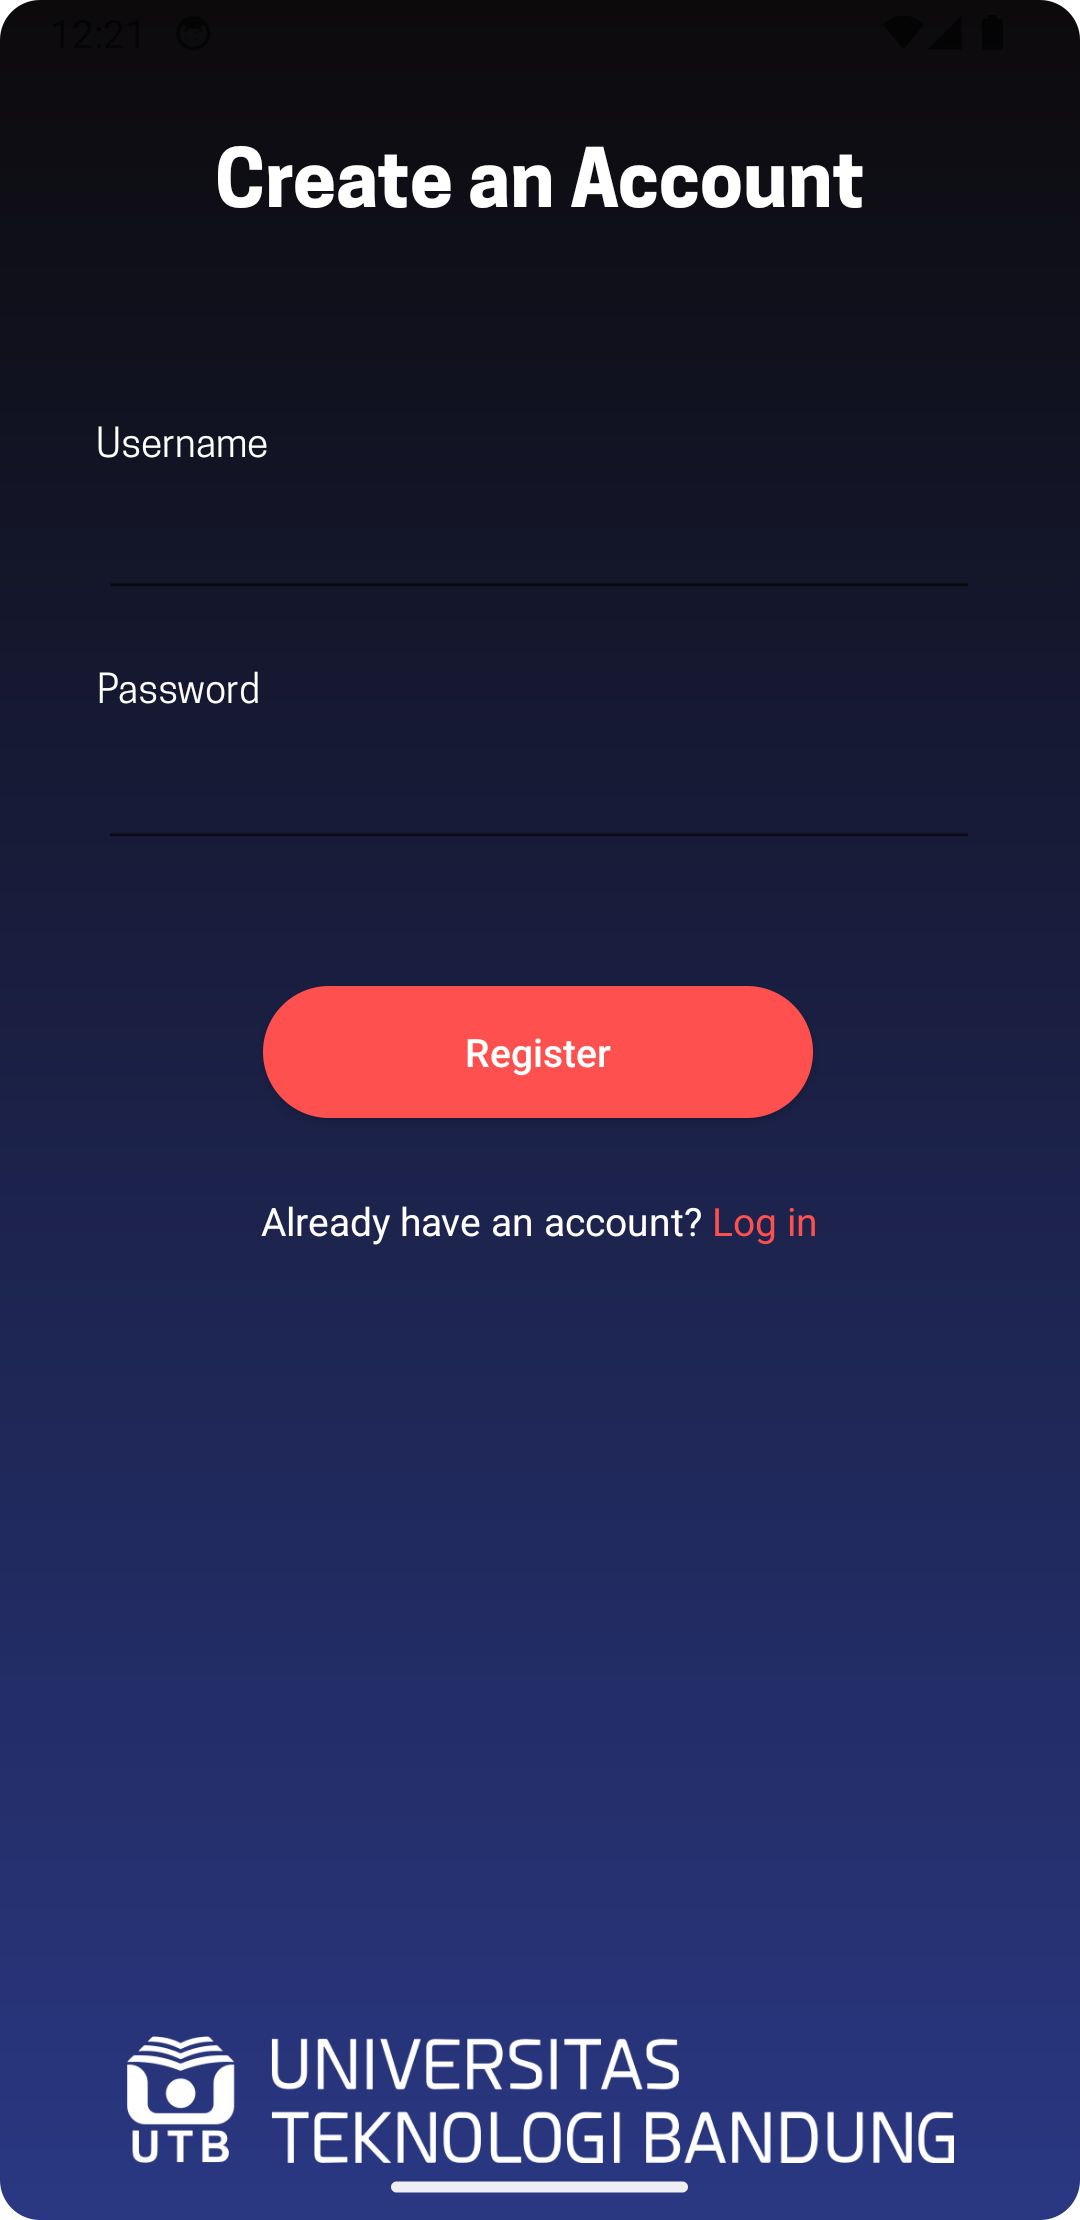 12:21
Create an Account
Username
Password
Register
Already have an account? Log in
UTB
UNIVERSITAS
TEKNOLOGI BANDUNG